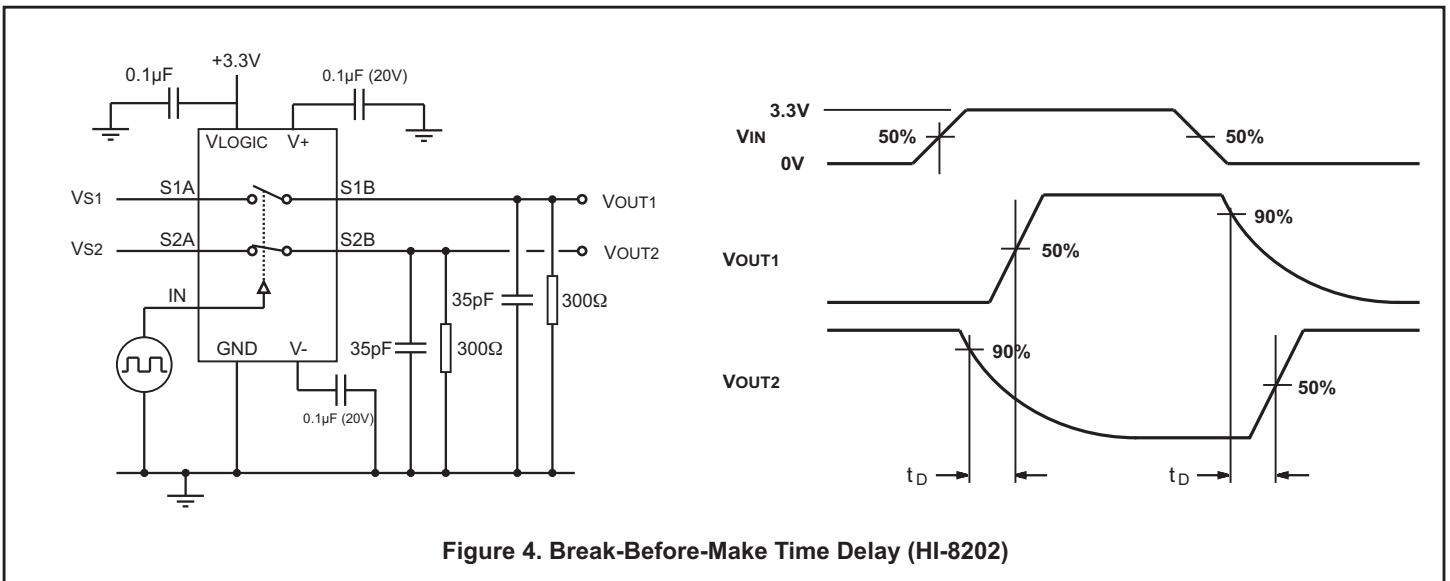 +3.3V
0.1µF
0.1µF (20V)
VLOGIC V+
VS1 S1A S1B VOUT1
VS2 S2A S2B VOUT2
IN
35pF 300Ω
GND V-
35pF 300Ω
0.1µF (20V)
3.3V
VIN 50% 50%
0V
90%
VOUT1 50%
90%
VOUT2 50%
tD tD
Figure 4. Break-Before-Make Time Delay (HI-8202)